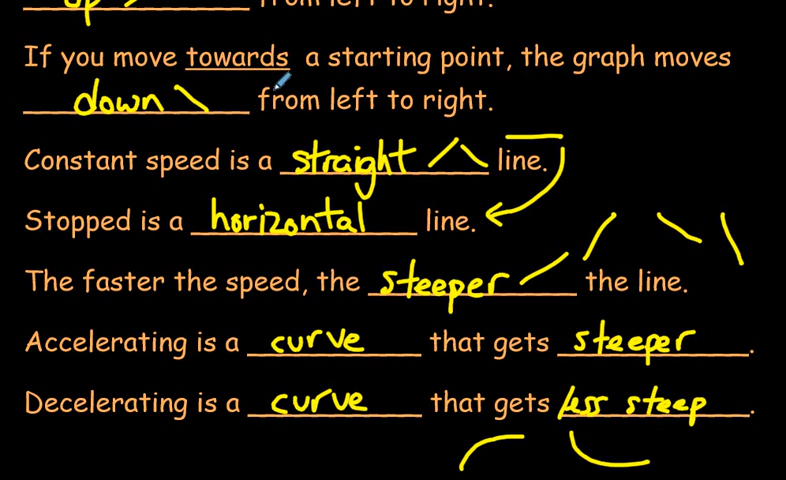 up from left to right.
If you move towards a starting point, the graph moves
down from left to right.
Constant speed is a straight line.
Stopped is a horizontal line.
The faster the speed, the steeper the line.
Accelerating is a curve that gets steeper.
Decelerating is a curve that gets less steep.